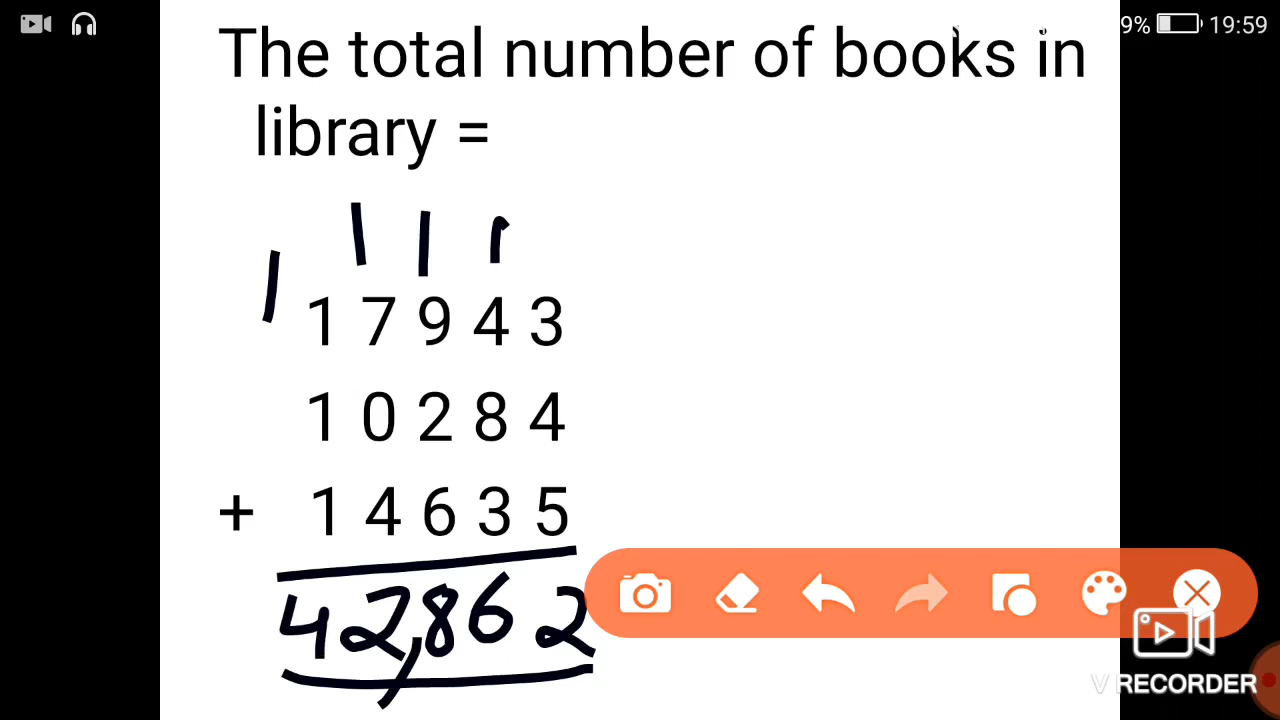 9% 19:59
The total number of books in
library =
1 1 1 1
1 7 9 4 3
1 0 2 8 4
+ 1 4 6 3 5
42,862
V RECORDER